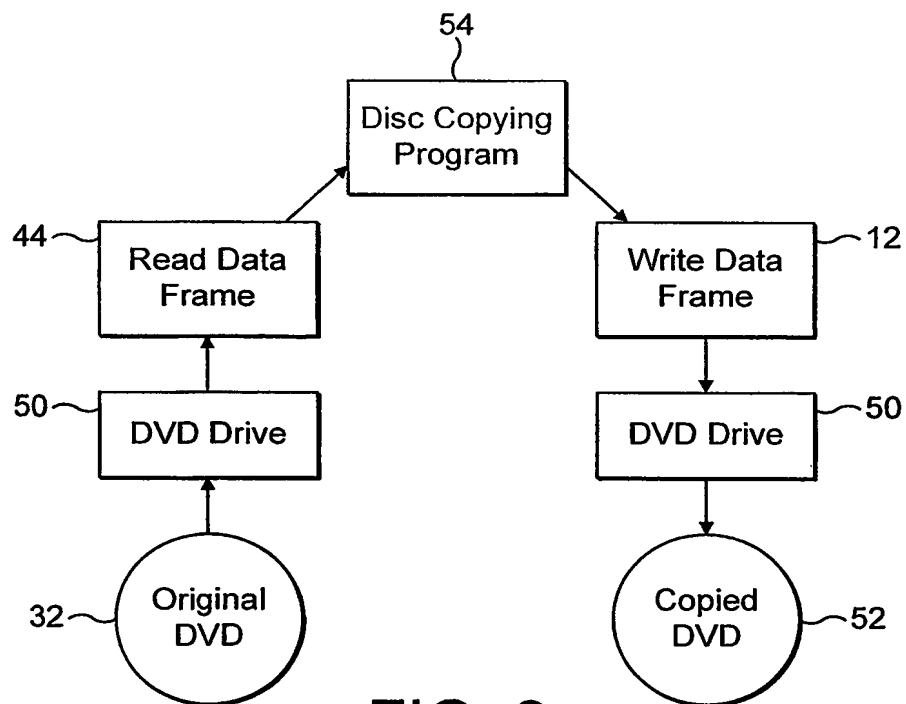 54
Disc Copying
Program
44
Read Data
Frame
12
Write Data
Frame
50
DVD Drive
50
DVD Drive
32
Original
DVD
Copied
DVD
52